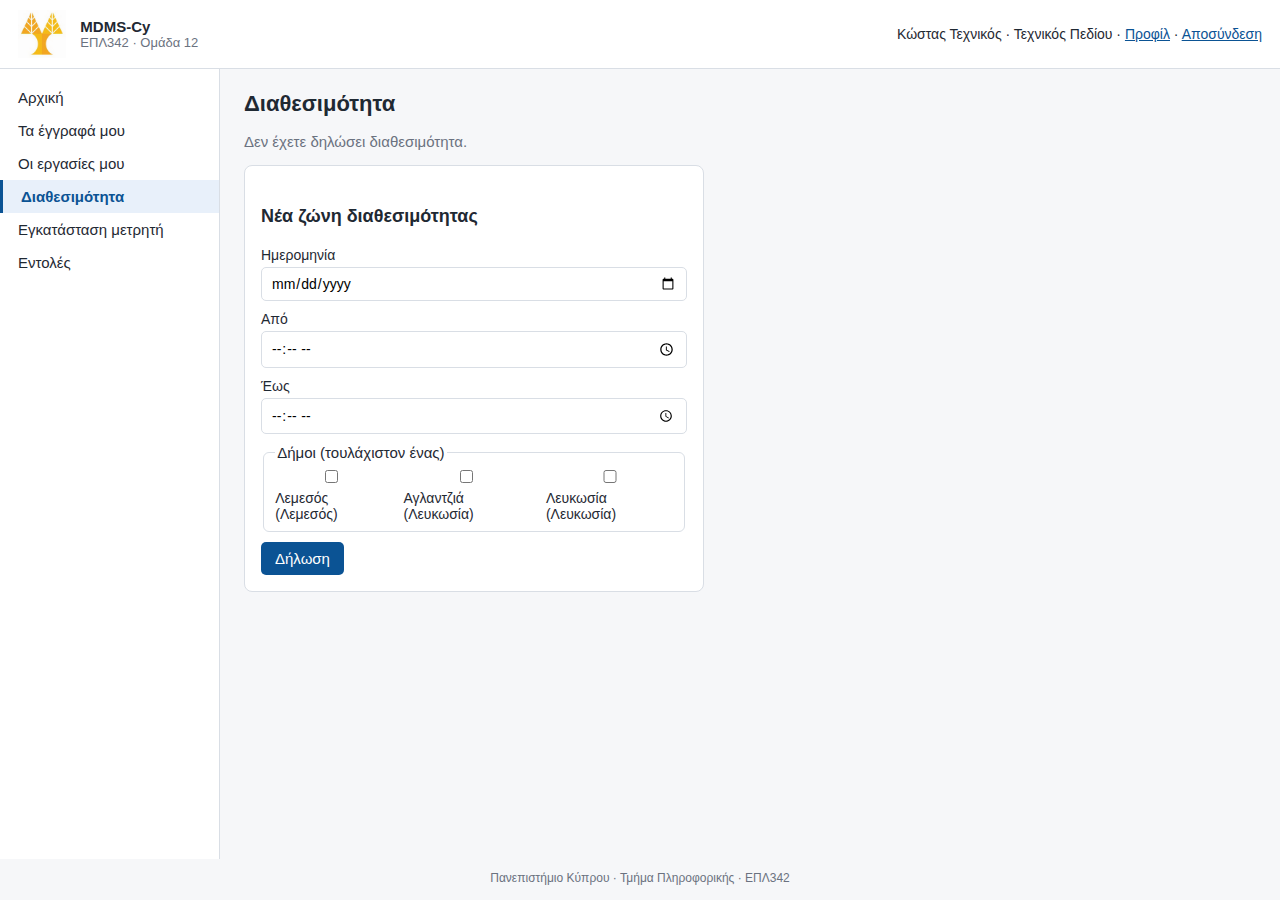 MDMS-Cy
ΕΠΛ342 · Ομάδα 12
Κώστας Τεχνικός · Τεχνικός Πεδίου · Προφίλ · Αποσύνδεση
Αρχική
Τα έγγραφά μου
Οι εργασίες μου
Διαθεσιμότητα
Εγκατάσταση μετρητή
Εντολές
Διαθεσιμότητα
Δεν έχετε δηλώσει διαθεσιμότητα.
Νέα ζώνη διαθεσιμότητας
Ημερομηνία
mm/dd/yyyy
Από
--:-- --
Έως
--:-- --
Δήμοι (τουλάχιστον ένας)
Λεμεσός (Λεμεσός)
Αγλαντζιά (Λευκωσία)
Λευκωσία (Λευκωσία)
Δήλωση
Πανεπιστήμιο Κύπρου · Τμήμα Πληροφορικής · ΕΠΛ342